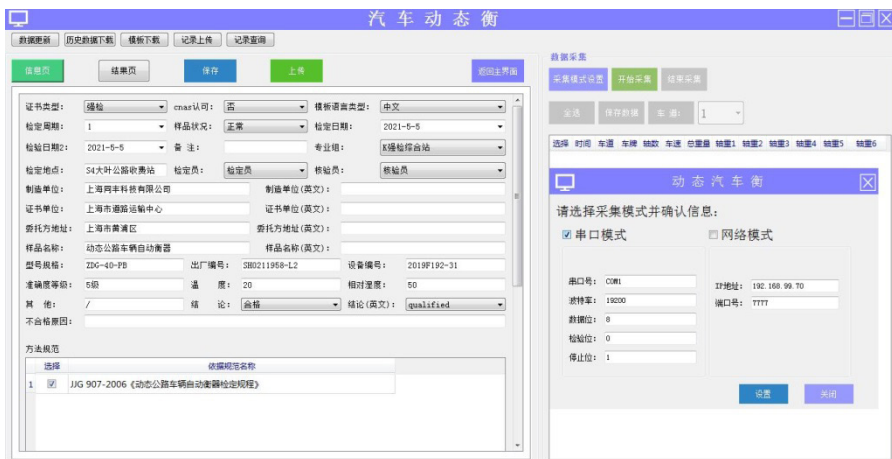 汽车动态衡
数据更新 历史数据下载 模板下载 记录上传 记录查询
信息页 结果页 保存 上传 返回主界面
证书类型： 强检 cnas认可： 否 模板语言类型： 中文
检定周期： 1 样品状况： 正常 检定日期： 2021-5-5
检验日期2： 2021-5-5 备 注： 专业组： K强检综合站
检定地点： S4大叶公路收费站 检定员： 检定员 核验员： 核验员
制造单位： 上海同丰科技有限公司 制造单位(英文)：
证书单位： 上海市道路运输中心 证书单位(英文)：
委托方地址： 上海市黄浦区 委托方地址(英文)：
样品名称： 动态公路车辆自动衡器 样品名称(英文)：
型号规格： ZDG-40-PB 出厂编号： SH0211958-L2 设备编号： 2019F192-31
准确度等级： 5级 温 度： 20 相对湿度： 50
其 他： / 结 论： 合格 结论(英文)： qualified
不合格原因：
方法规范
选择 依据规范名称
1 JJG 907-2006《动态公路车辆自动衡器检定规程》
数据采集
采集模式设置 开始采集 结束采集
全选 保存数据 车 道： 1
选择 时间 车道 车牌 轴数 车速 总重量 轴重1 轴重2 轴重3 轴重4 轴重5 轴重6
动态汽车衡
请选择采集模式并确认信息：
串口模式 网络模式
串口号： COM1 IP地址： 192.168.99.70
波特率： 19200 端口号： 7777
数据位： 8
检验位： 0
停止位： 1
设置 关闭